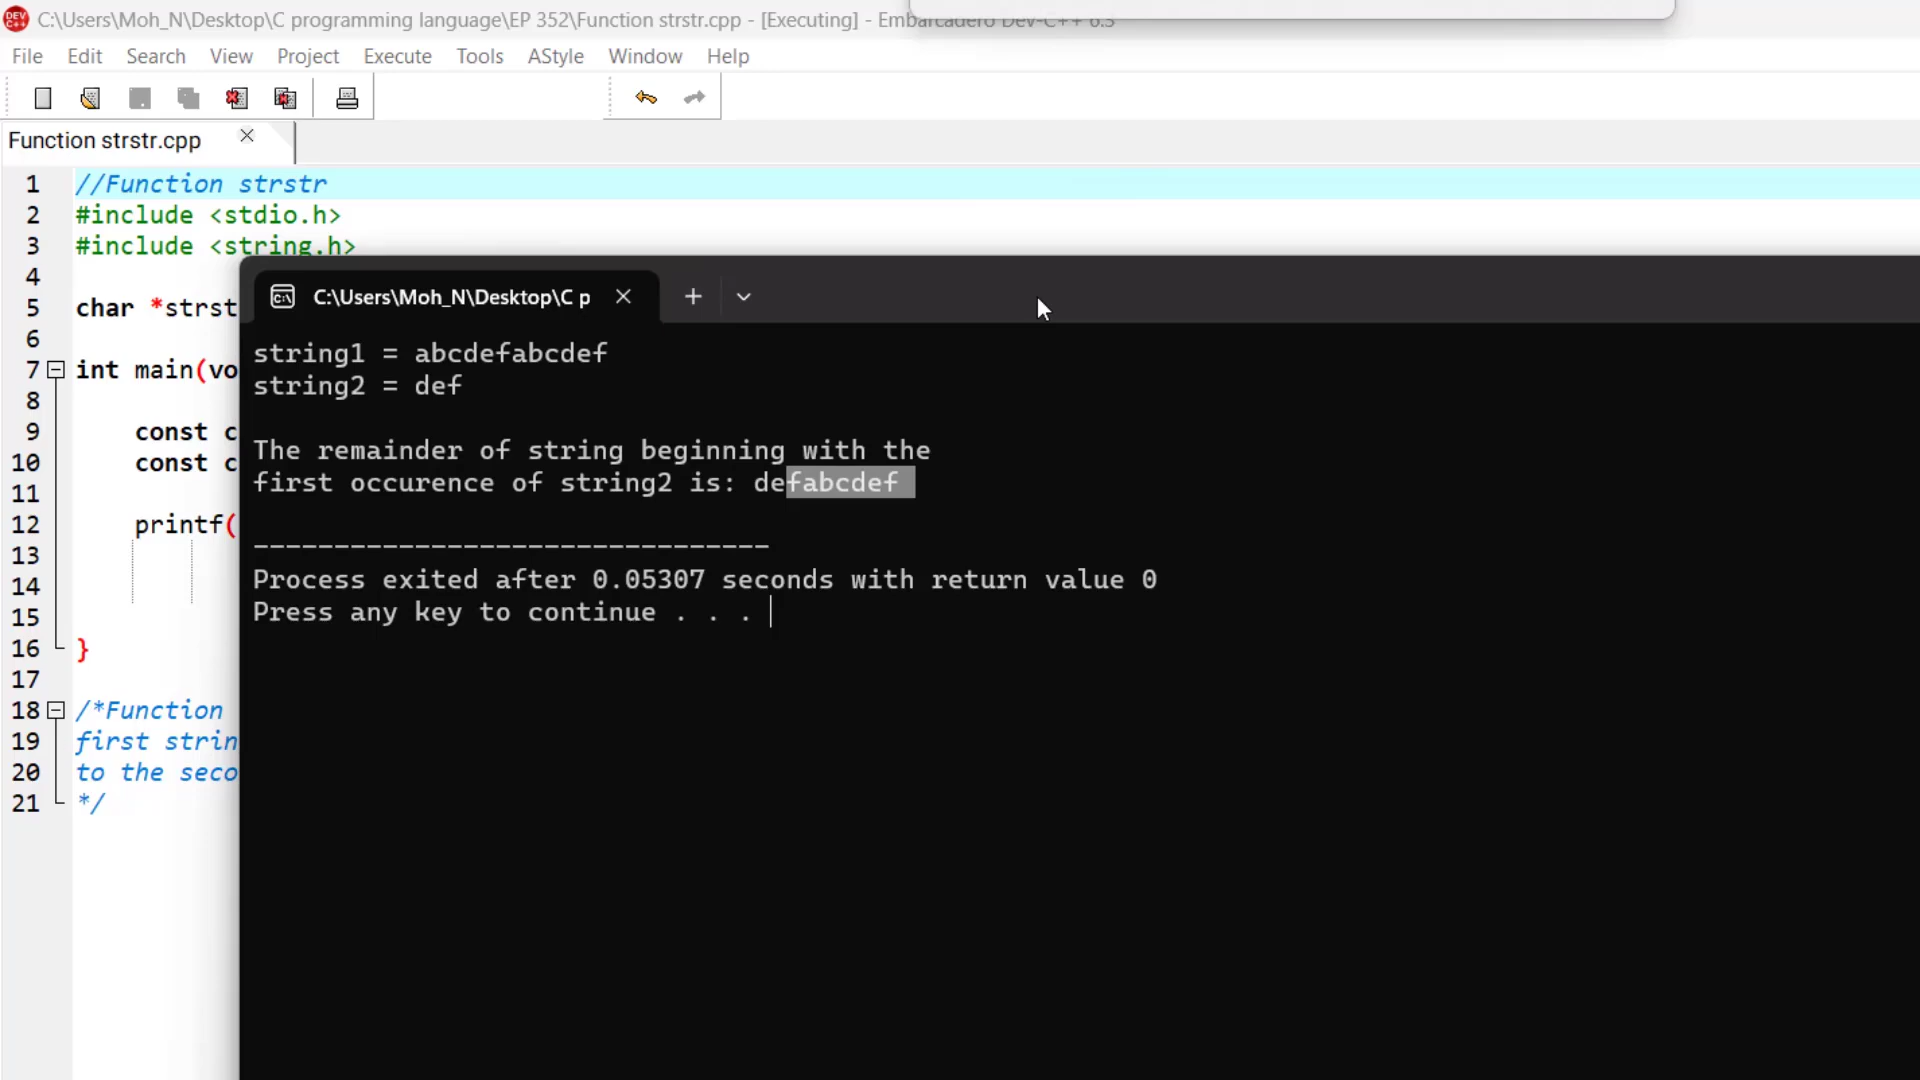 C:\Users\Moh_N\Desktop\C programming language\EP 352\Function strstr.cpp - [Executing] - Embarcadero Dev-C++ 6.3
File Edit Search View Project Execute Tools AStyle Window Help
Function strstr.cpp
1 //Function strstr
2 #include <stdio.h>
3 #include <string.h>
4
5 char *strst
6
7 int main(vo
8
9 const c
10 const c
11
12 printf(
13
14
15
16 }
17
18 /*Function
19 first strin
20 to the seco
21 */
C:\Users\Moh_N\Desktop\C p
string1 = abcdefabcdef
string2 = def
The remainder of string beginning with the
first occurence of string2 is: defabcdef
--------------------------------
Process exited after 0.05307 seconds with return value 0
Press any key to continue . . .